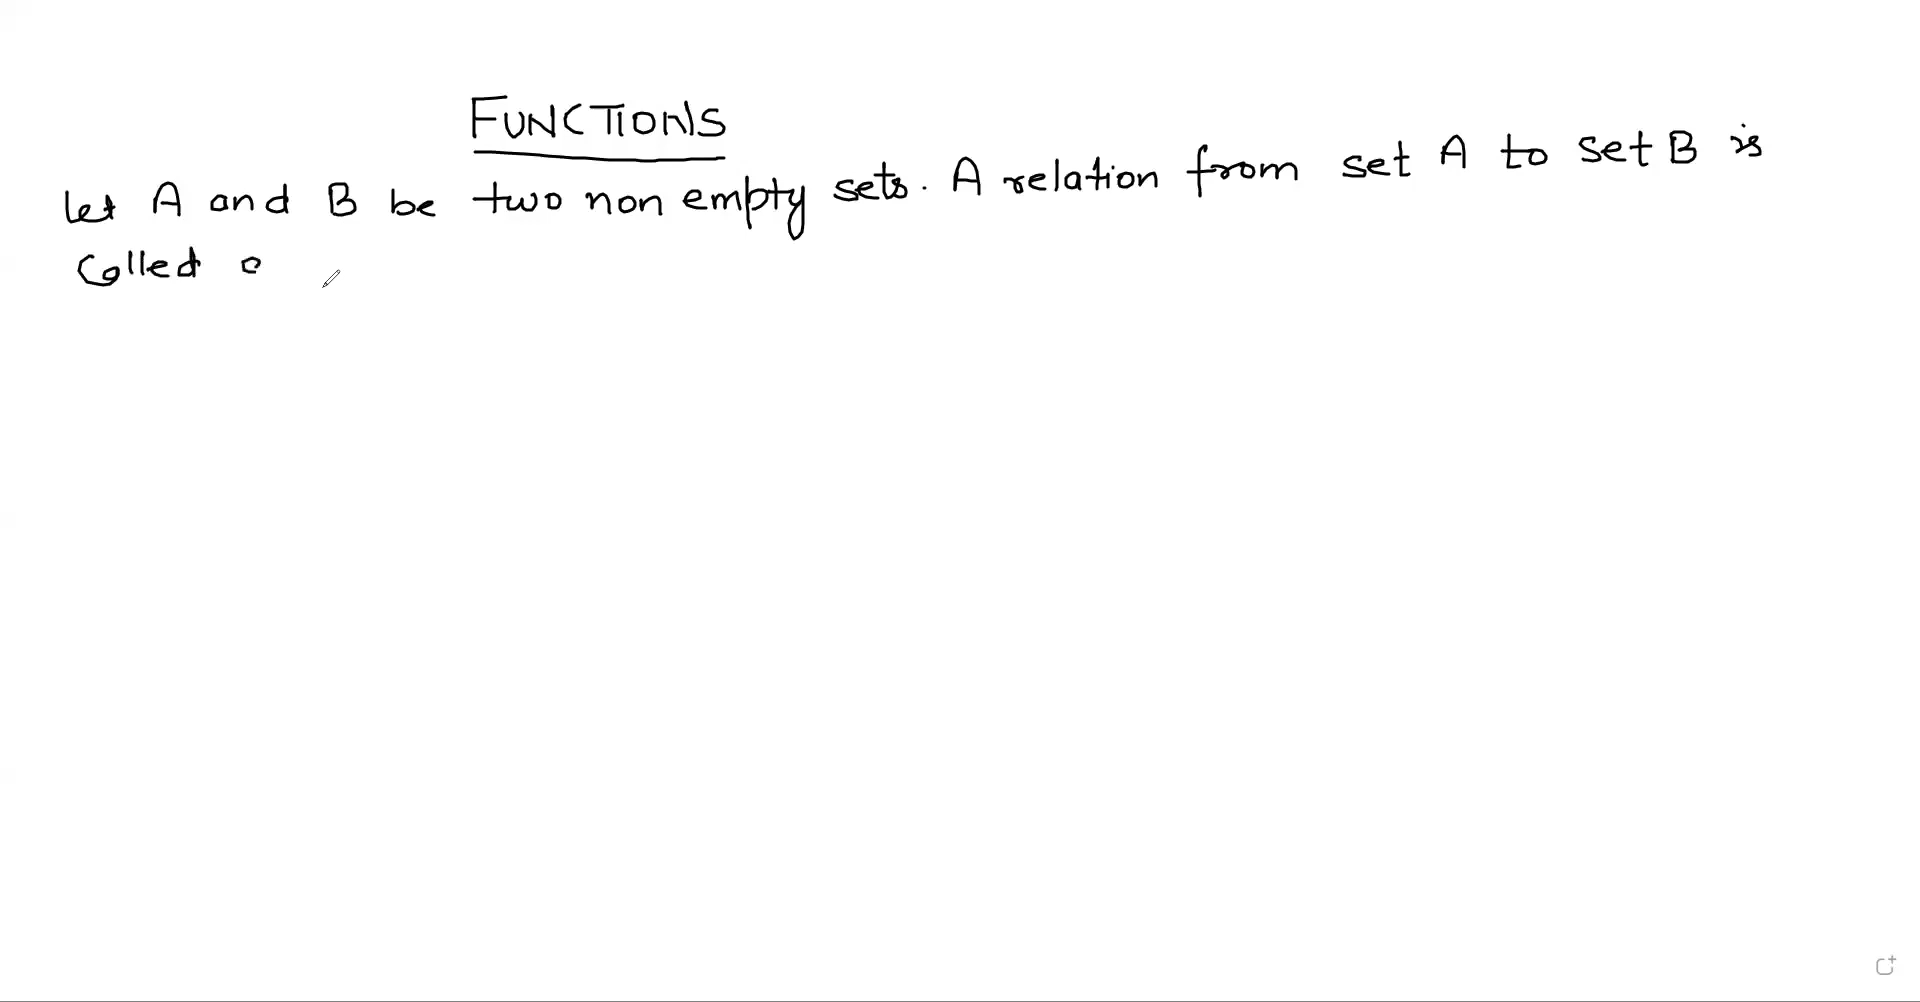 FUNCTIONS
let A and B be two non empty sets. A relation from set A to set B is
Called a